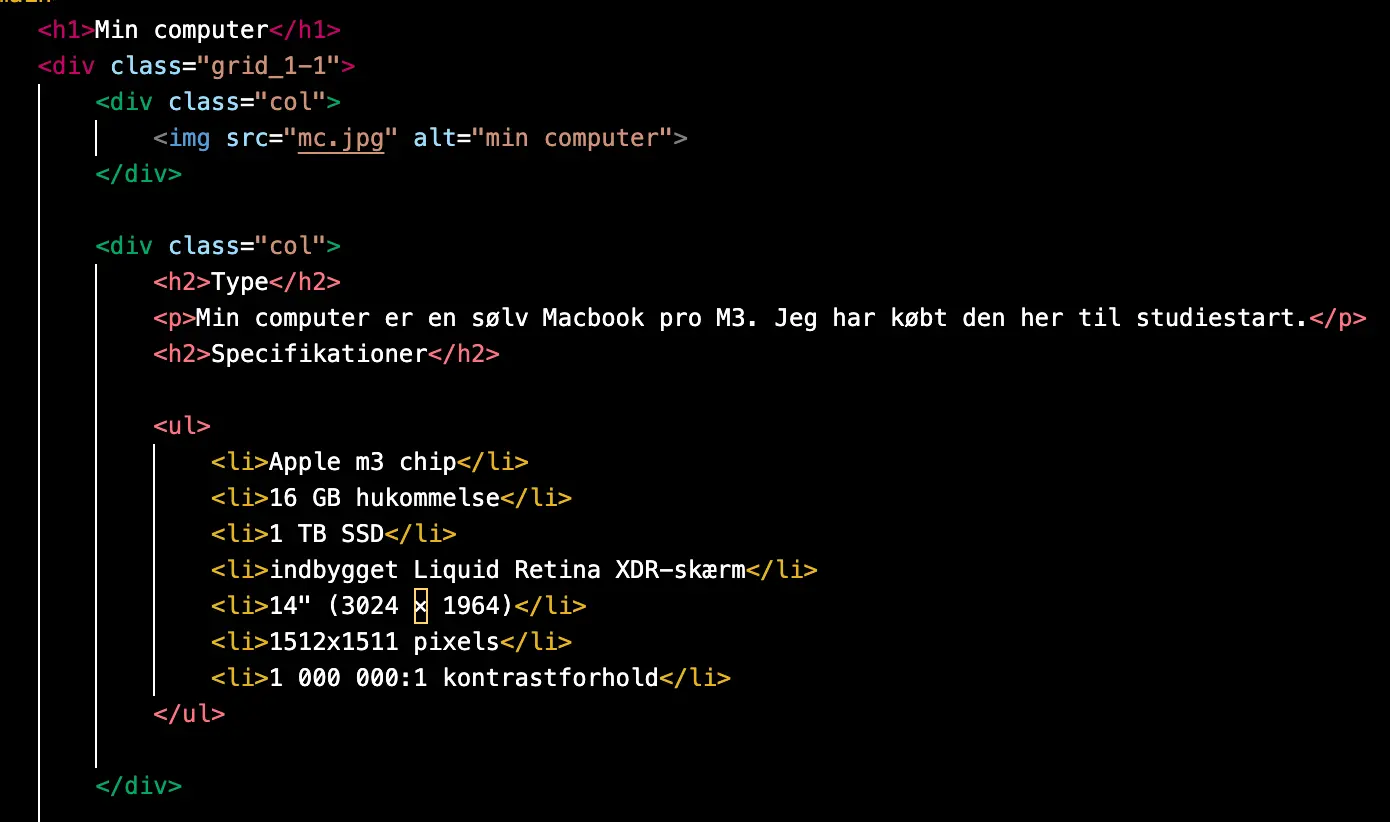 <h1>Min computer</h1>
<div class="grid_1-1">
<div class="col">
<img src="mc.jpg" alt="min computer">
</div>
<div class="col">
<h2>Type</h2>
<p>Min computer er en sølv Macbook pro M3. Jeg har købt den her til studiestart.</p>
<h2>Specifikationer</h2>
<ul>
<li>Apple m3 chip</li>
<li>16 GB hukommelse</li>
<li>1 TB SSD</li>
<li>indbygget Liquid Retina XDR-skærm</li>
<li>14" (3024 × 1964)</li>
<li>1512x1511 pixels</li>
<li>1 000 000:1 kontrastforhold</li>
</ul>
</div>